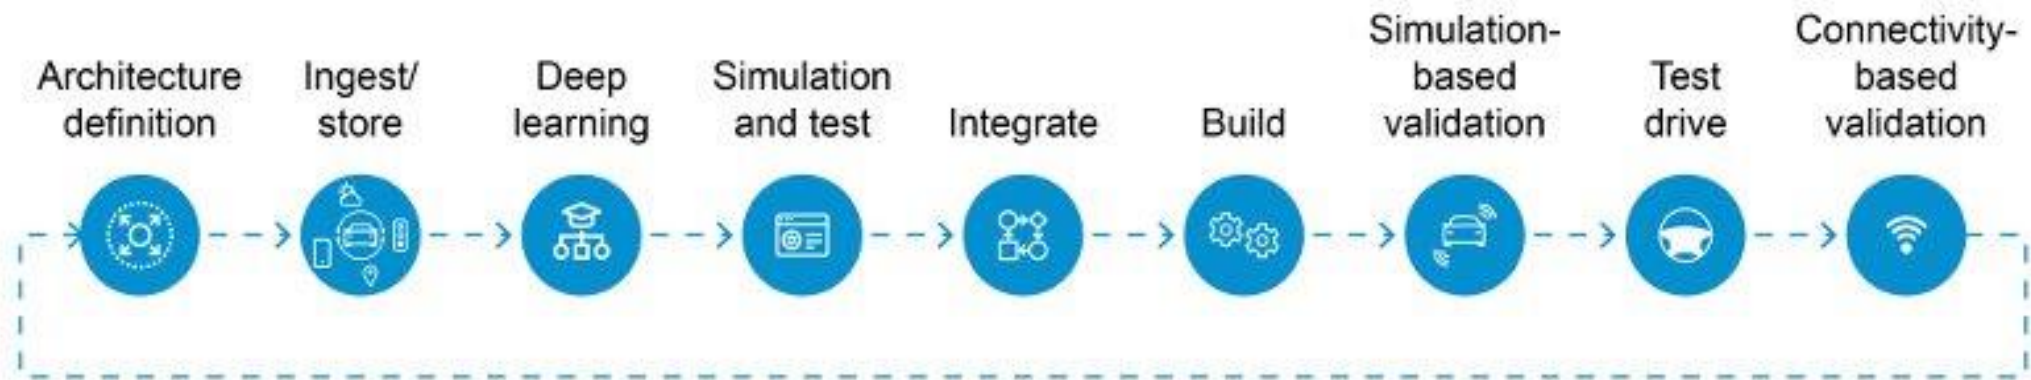 Architecture
definition
Ingest/
store
Deep
learning
Simulation
and test
Integrate
Build
Simulation-
based
validation
Test
drive
Connectivity-
based
validation